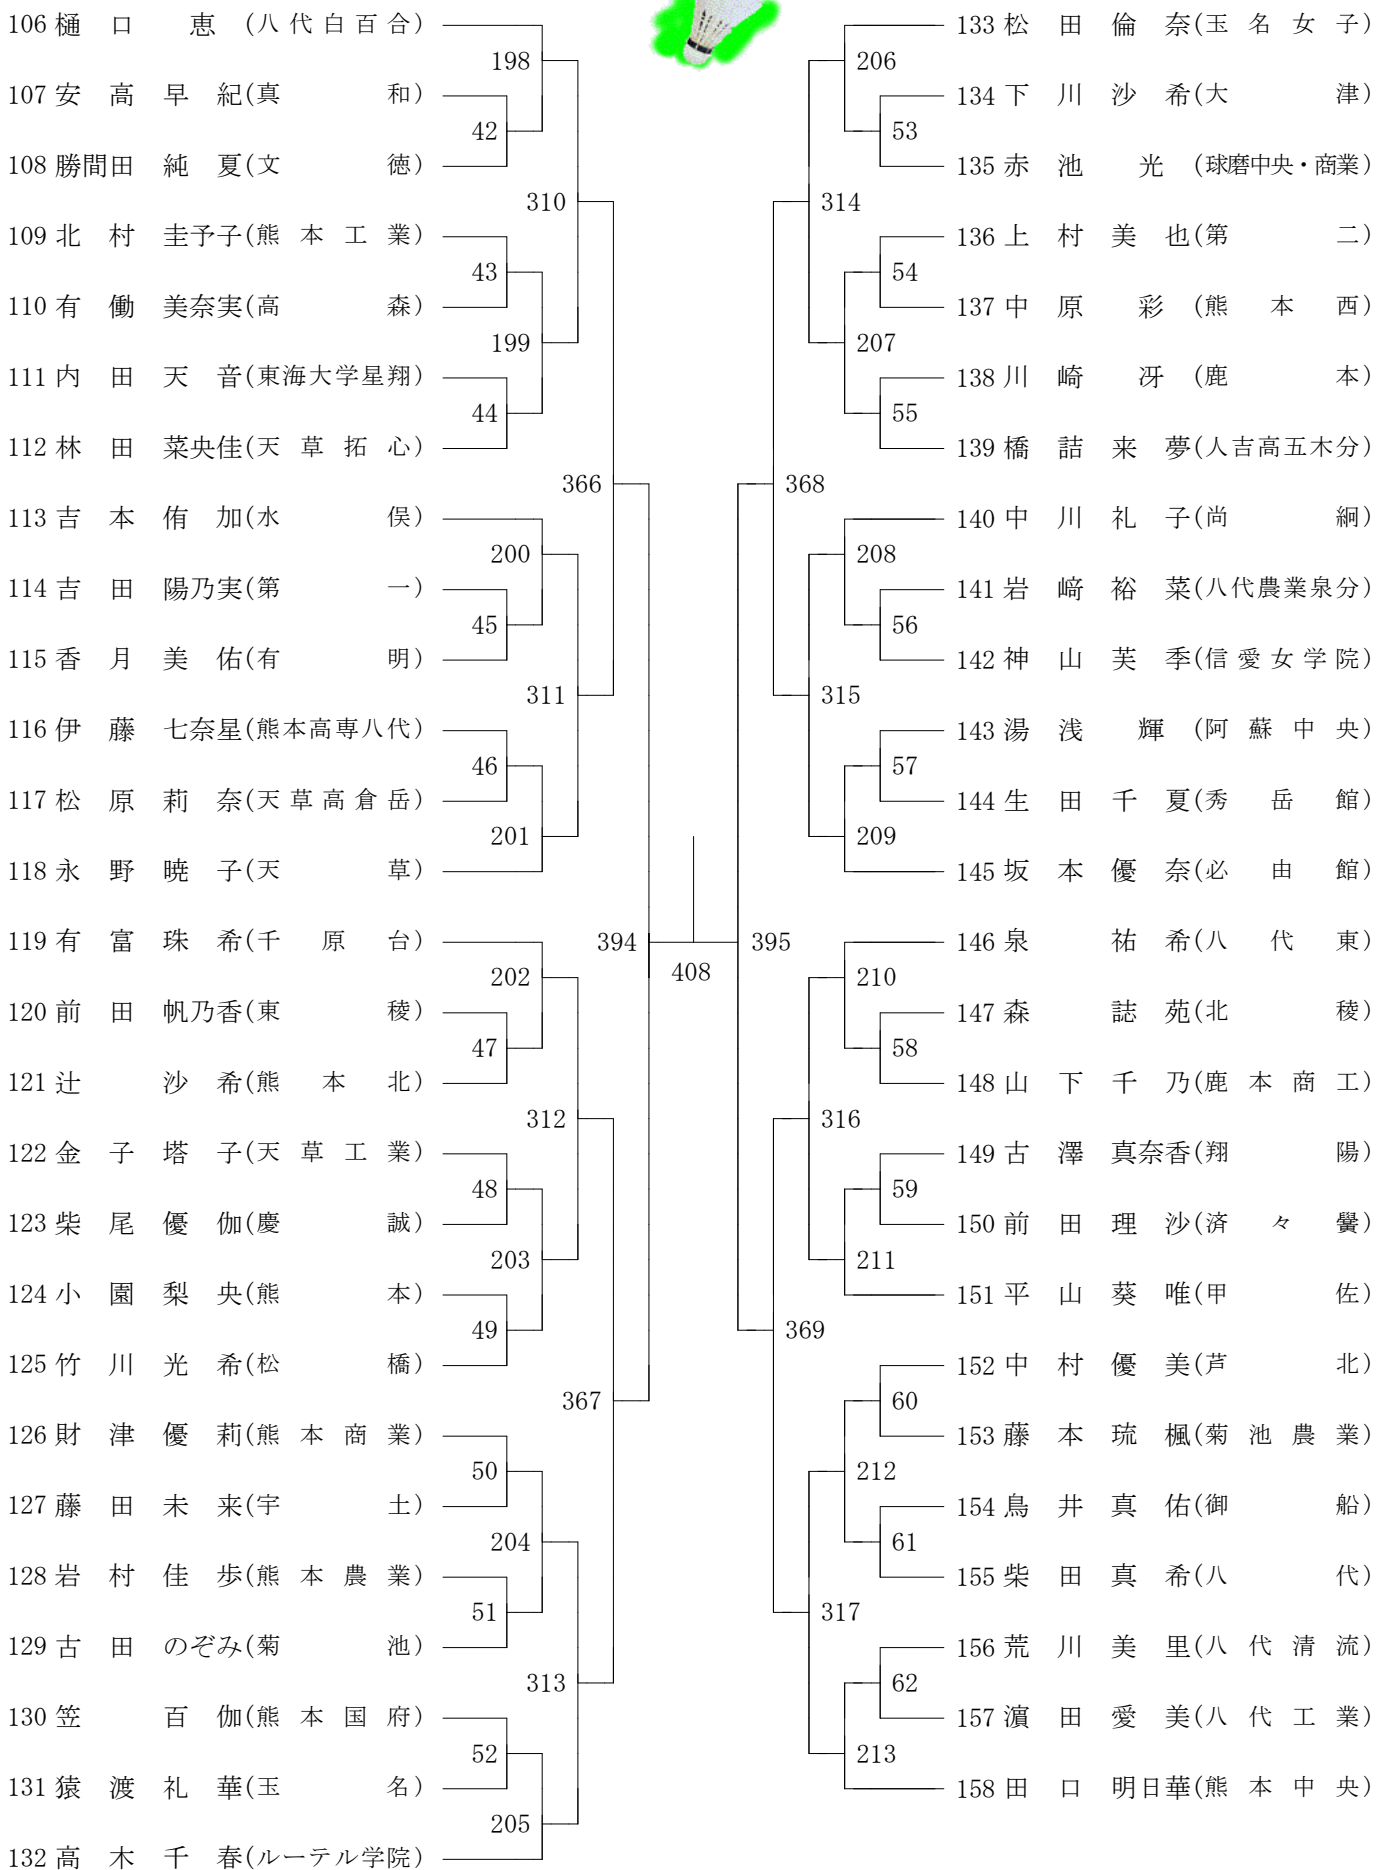 106 樋口 恵 (八代白百合)
198
107 安高早紀(真和)
42
108 勝間田純夏(文徳)
310
109 北村圭予子(熊本工業)
43
110 有働美奈実(高森)
199
111 内田天音(東海大学星翔)
44
112 林田菜央佳(天草拓心)
366
113 吉本侑加(水俣)
200
114 吉田陽乃実(第一)
45
115 香月美佑(有明)
311
116 伊藤七奈星(熊本高専八代)
46
117 松原莉奈(天草高倉岳)
201
118 永野暁子(天草)
119 有富珠希(千原台)
394
202
120 前田帆乃香(東稜)
47
121 辻沙希(熊本北)
312
122 金子塔子(天草工業)
48
123 柴尾優伽(慶誠)
203
124 小園梨央(熊本)
49
125 竹川光希(松橋)
367
126 財津優莉(熊本商業)
50
127 藤田未来(宇土)
204
128 岩村佳歩(熊本農業)
51
129 古田のぞみ(菊池)
313
130 笠百伽(熊本国府)
52
131 猿渡礼華(玉名)
205
132 高木千春(ルーテル学院)
408
133 松田倫奈(玉名女子)
206
134 下川沙希(大津)
53
135 赤池光(球磨中央・商業)
314
136 上村美也(第二)
54
137 中原彩(熊本西)
207
138 川崎冴(鹿本)
55
139 橋詰来夢(人吉高五木分)
368
140 中川礼子(尚絅)
208
141 岩﨑裕菜(八代農業泉分)
56
142 神山芙季(信愛女学院)
315
143 湯浅輝(阿蘇中央)
57
144 生田千夏(秀岳館)
209
145 坂本優奈(必由館)
395
146 泉祐希(八代東)
210
147 森誌苑(北稜)
58
148 山下千乃(鹿本商工)
316
149 古澤真奈香(翔陽)
59
150 前田理沙(済々黌)
211
151 平山葵唯(甲佐)
369
152 中村優美(芦北)
60
153 藤本琉楓(菊池農業)
212
154 鳥井真佑(御船)
61
155 柴田真希(八代)
317
156 荒川美里(八代清流)
62
157 濵田愛美(八代工業)
213
158 田口明日華(熊本中央)